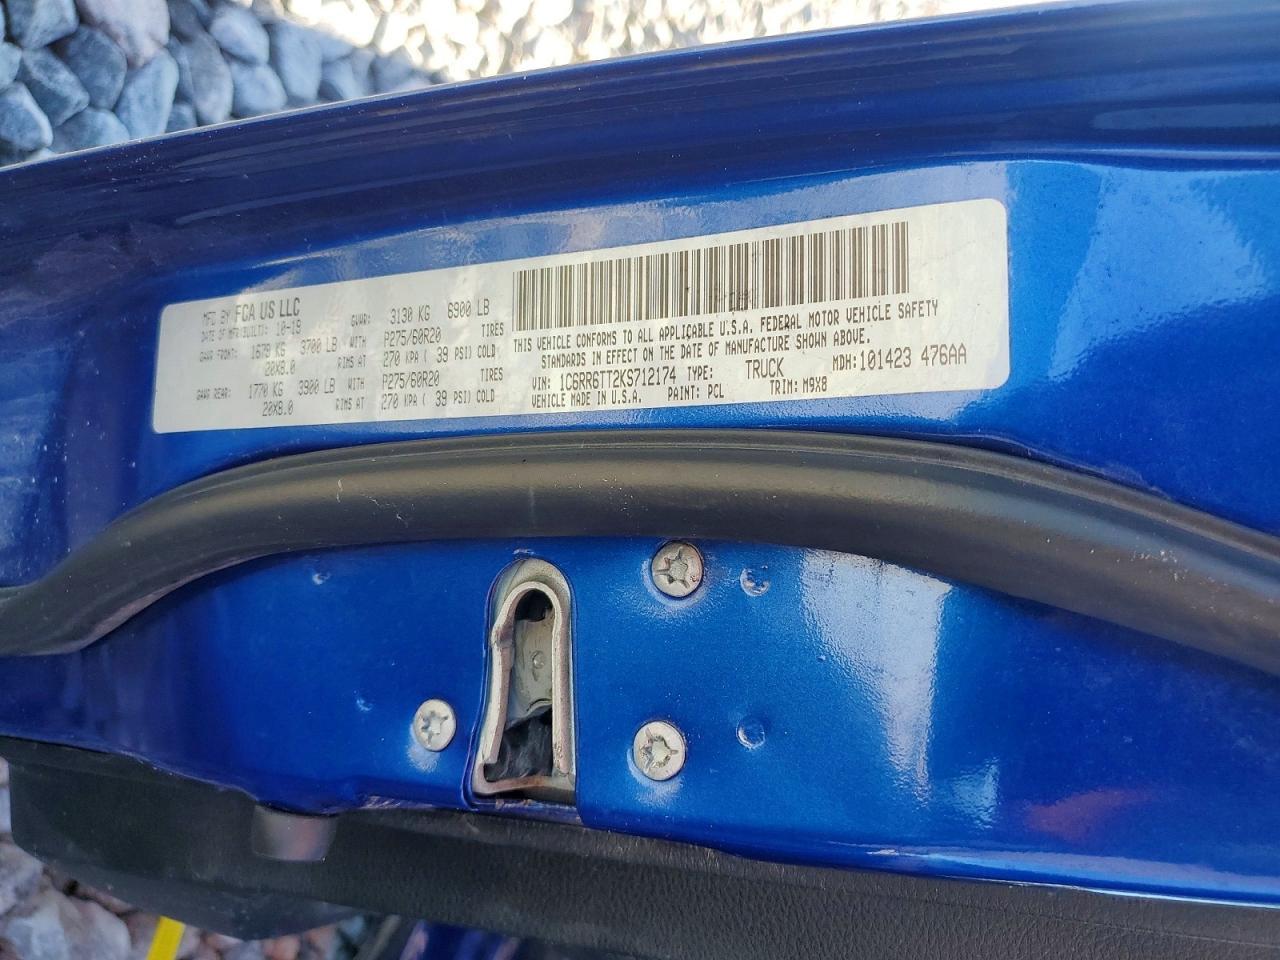 MFD BY FCA US LLC
DATE OF MFR(BUILT): 10-19 GVWR: 3130 KG 6900 LB
GAWR FRONT: 1679 KG 3700 LB WITH P275/60R20 TIRES
20X8.0 RIMS AT 270 KPA ( 39 PSI) COLD
GAWR REAR: 1770 KG 3900 LB WITH P275/60R20 TIRES
20X8.0 RIMS AT 270 KPA ( 39 PSI) COLD
THIS VEHICLE CONFORMS TO ALL APPLICABLE U.S.A. FEDERAL MOTOR VEHICLE SAFETY
STANDARDS IN EFFECT ON THE DATE OF MANUFACTURE SHOWN ABOVE.
VIN: 1C6RR6TT2KS712174 TYPE: TRUCK MDH: 101423 476AA
VEHICLE MADE IN U.S.A. PAINT: PCL TRIM: M9X8